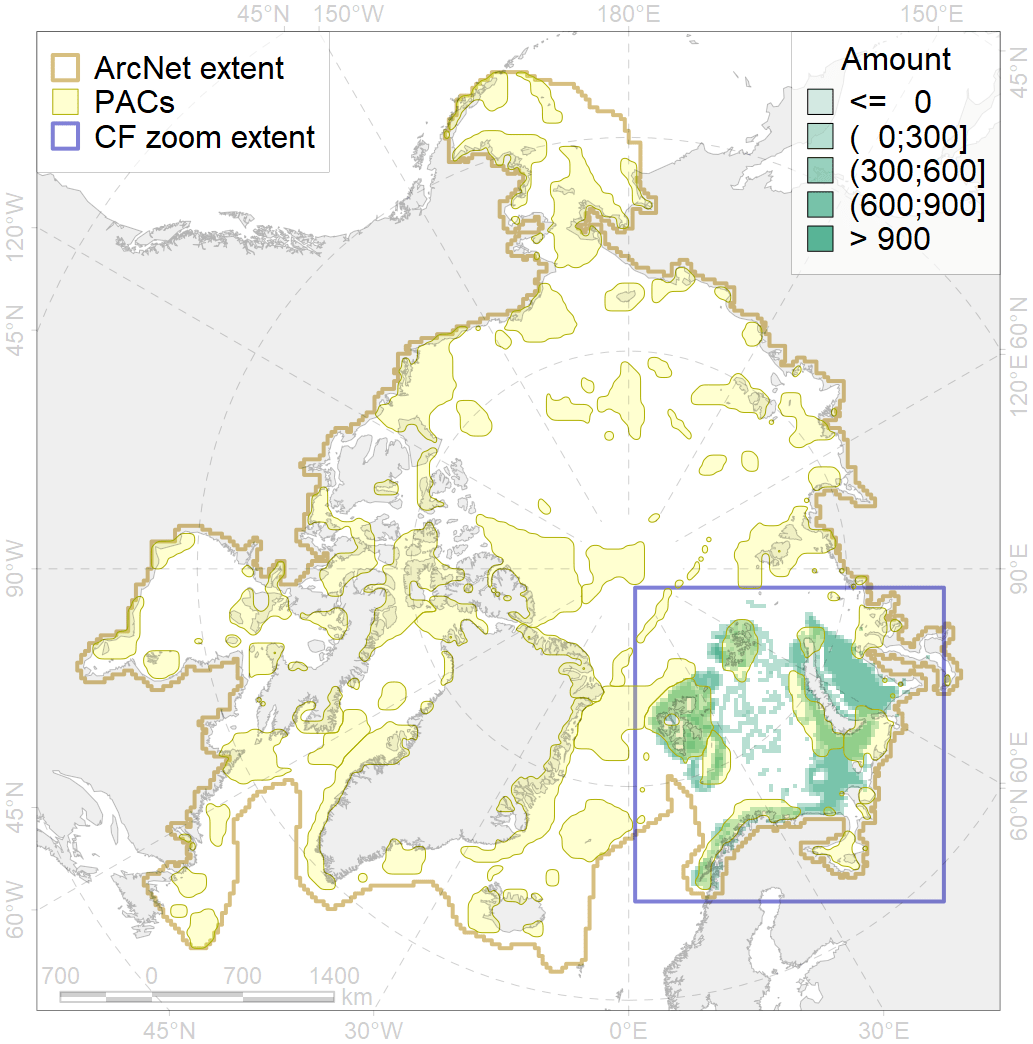 45°N 150°W 180°W 150°E
ArcNet extent
PACs
CF zoom extent
Amount
<= 0
( 0;300]
(300;600]
(600;900]
> 900
45°N
120°W
45°N
90°W
45°N
60°W
60°N
120°E
90°E
60°E
60°N
700 0 700 1400
km
45°W 30°W 0°E 30°E